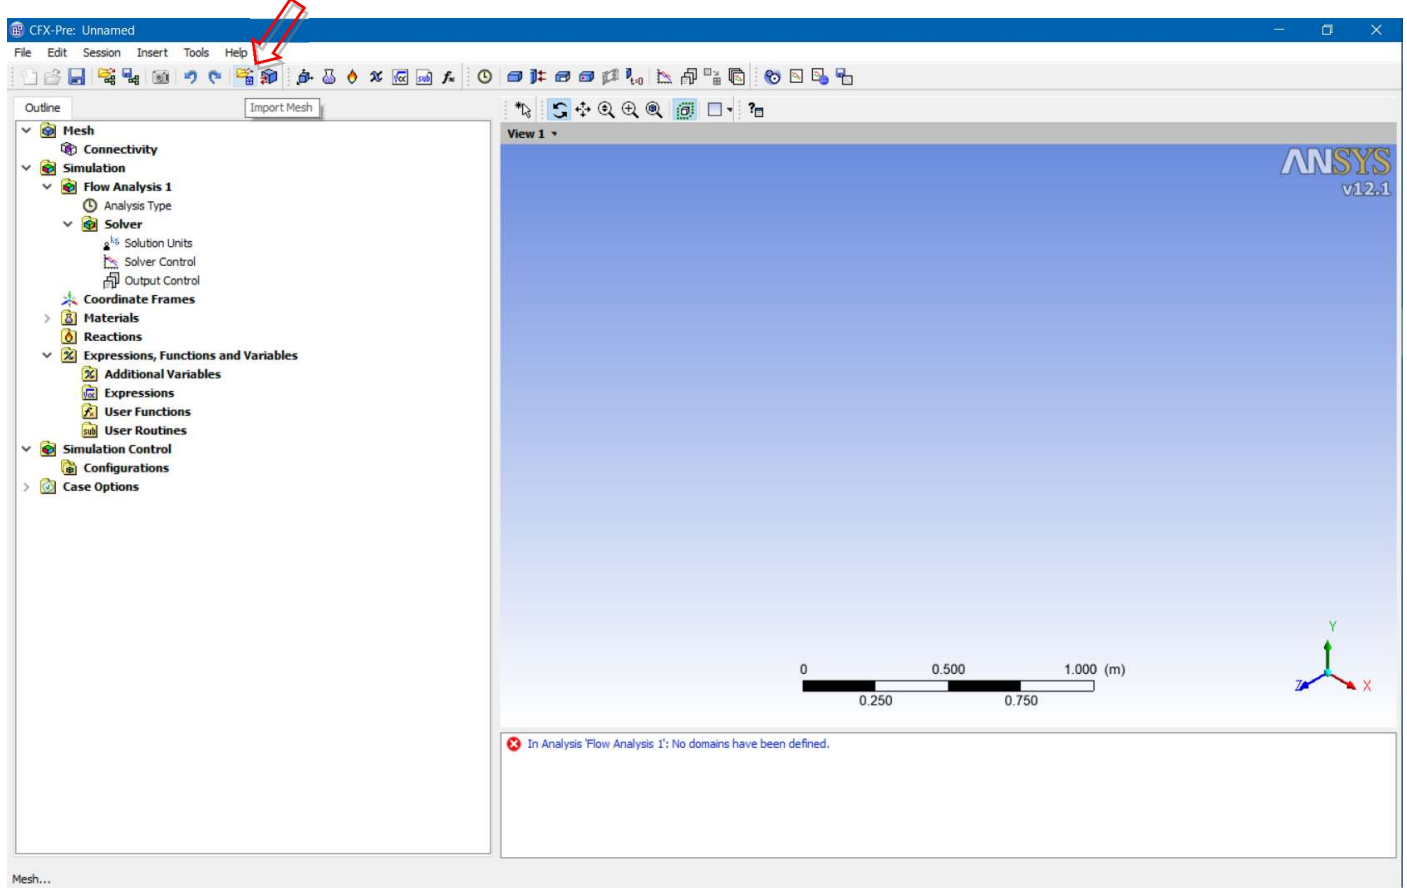 CFX-Pre: Unnamed
File Edit Session Insert Tools Help
Outline
Import Mesh
Mesh
Connectivity
Simulation
Flow Analysis 1
Analysis Type
Solver
Solution Units
Solver Control
Output Control
Coordinate Frames
Materials
Reactions
Expressions, Functions and Variables
Additional Variables
Expressions
User Functions
User Routines
Simulation Control
Configurations
Case Options
View 1
ANSYS
v12.1
Y
0 0.500 1.000 (m)
Z X
0.250 0.750
In Analysis 'Flow Analysis 1': No domains have been defined.
Mesh...